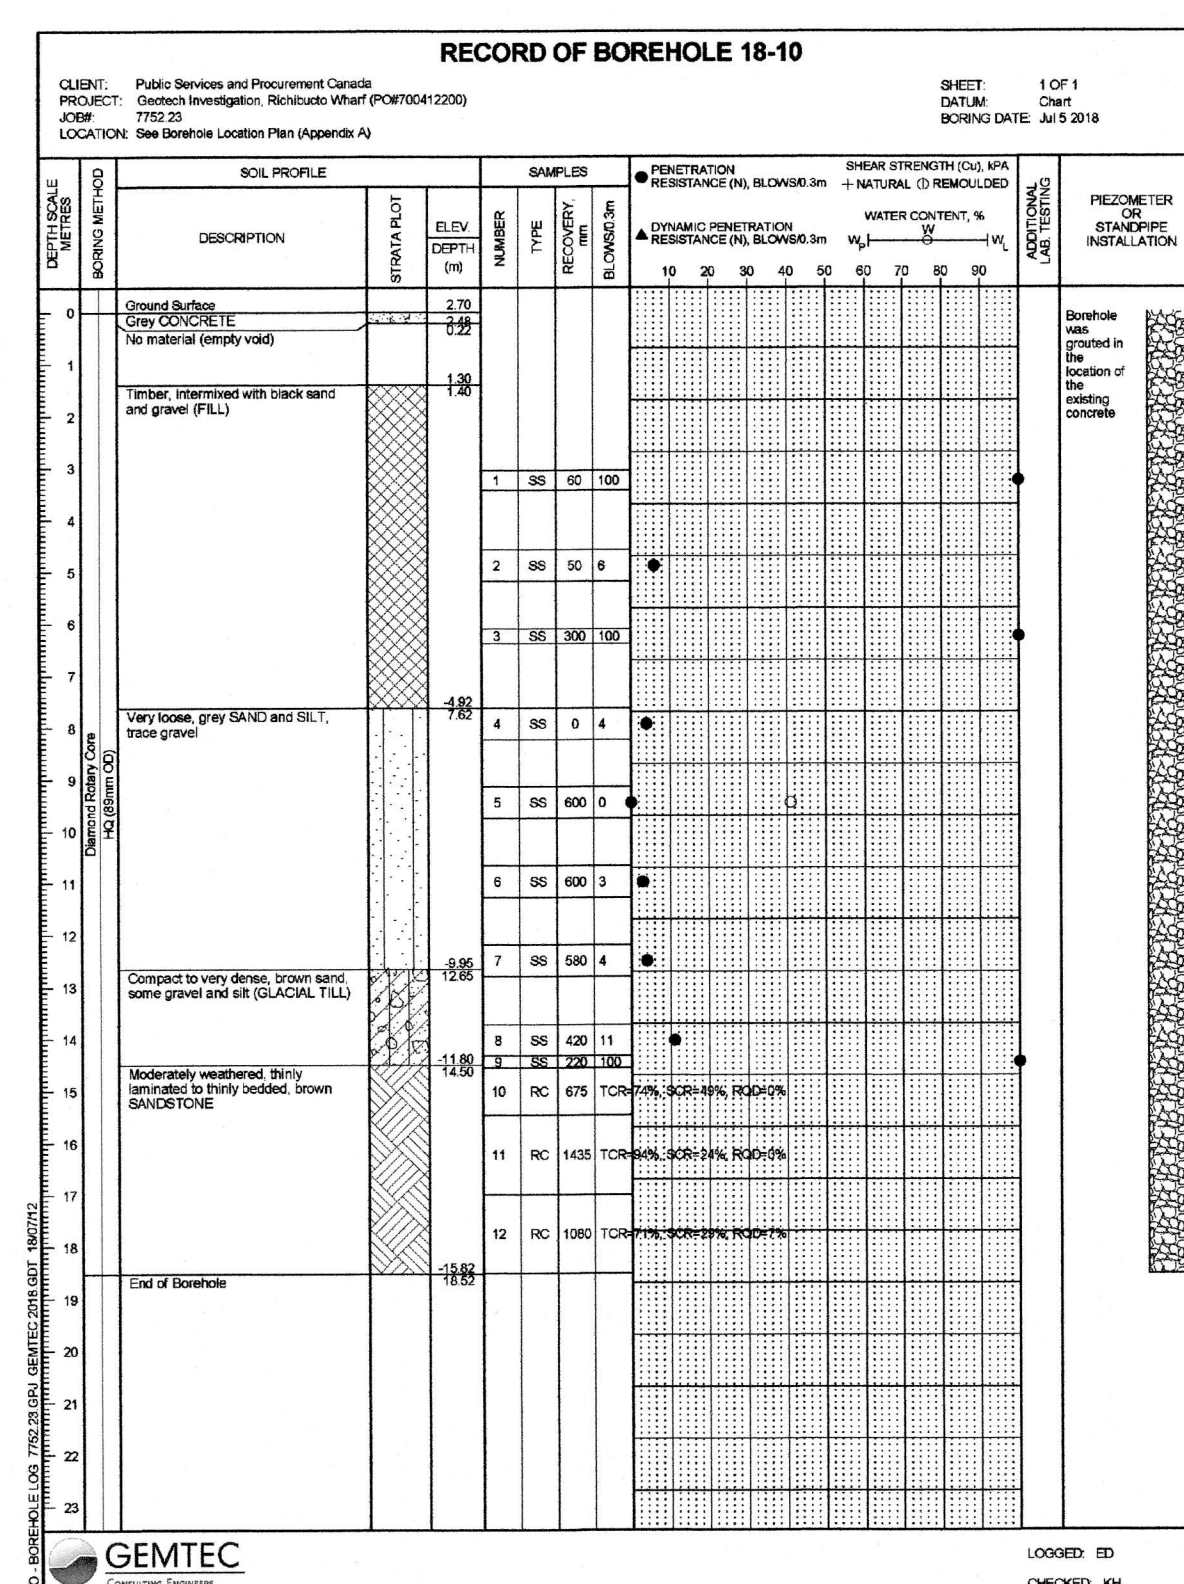 RECORD OF BOREHOLE 18-10
CLIENT: Public Services and Procurement Canada
PROJECT: Geotech Investigation, Richibucto Wharf (PO#700412200)
JOB#: 7752.23
LOCATION: See Borehole Location Plan (Appendix A)
SHEET: 1 OF 1
DATUM: Chart
BORING DATE: Jul 5 2018
DEPTH SCALE METRES
BORING METHOD
SOIL PROFILE
DESCRIPTION
STRATA PLOT
ELEV.
DEPTH
(m)
SAMPLES
NUMBER
TYPE
RECOVERY, mm
BLOWS/0.3m
● PENETRATION RESISTANCE (N), BLOWS/0.3m
▲ DYNAMIC PENETRATION RESISTANCE (N), BLOWS/0.3m
SHEAR STRENGTH (Cu), kPA
+ NATURAL ⊕ REMOULDED
WATER CONTENT, %
Wp W WL
10 20 30 40 50 60 70 80 90
ADDITIONAL LAB. TESTING
PIEZOMETER
OR
STANDPIPE
INSTALLATION
0
1
2
3
4
5
6
7
8
9
10
11
12
13
14
15
16
17
18
19
20
21
22
23
Diamond Rotary Core
HQ (89mm OD)
Ground Surface 2.70
Grey CONCRETE 2.48
0.22
No material (empty void)
1.30
Timber, intermixed with black sand 1.40
and gravel (FILL)
1 SS 60 100
2 SS 50 6
3 SS 300 100
-4.92
Very loose, grey SAND and SILT, 7.62
trace gravel
4 SS 0 4
5 SS 600 0
6 SS 600 3
7 SS 580 4
-9.95
Compact to very dense, brown sand, 12.65
some gravel and silt (GLACIAL TILL)
8 SS 420 11
9 SS 220 100
-11.80
Moderately weathered, thinly 14.50
laminated to thinly bedded, brown
SANDSTONE
10 RC 675 TCR=74%, SCR=49%, RQD=0%
11 RC 1435 TCR=94%, SCR=24%, RQD=0%
12 RC 1080 TCR=71%, SCR=29%, RQD=7%
-15.82
End of Borehole 18.52
Borehole
was
grouted in
the
location of
the
existing
concrete
O - BOREHOLE LOG 7752.23.GPJ GEMTEC 2018.GDT 18/07/12
GEMTEC
CONSULTING ENGINEERS
LOGGED: ED
CHECKED: KH